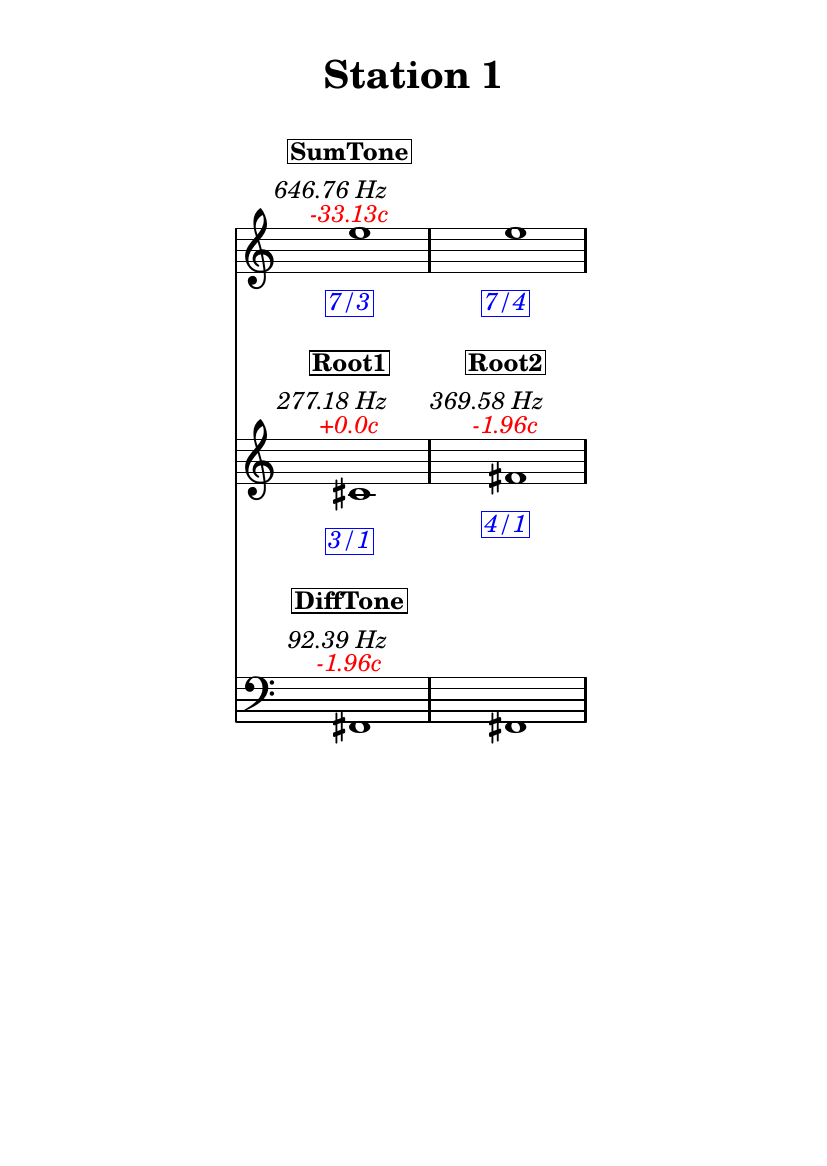 Station 1
SumTone
646.76 Hz
-33.13c
7/3
7/4
Root1
Root2
277.18 Hz
369.58 Hz
+0.0c
-1.96c
3/1
4/1
DiffTone
92.39 Hz
-1.96c